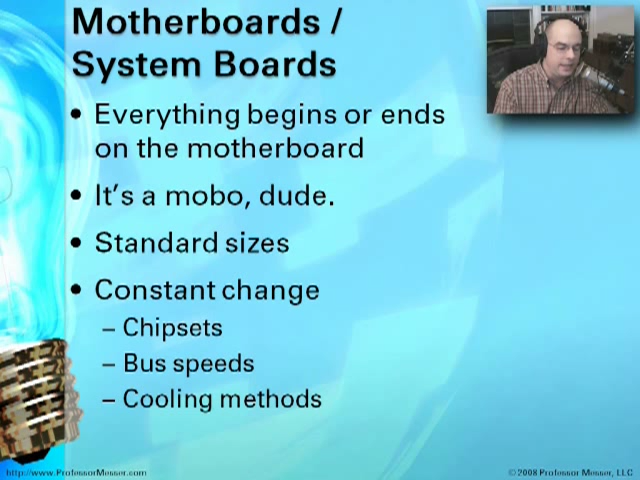 Motherboards /
System Boards
• Everything begins or ends
on the motherboard
• It's a mobo, dude.
• Standard sizes
• Constant change
– Chipsets
– Bus speeds
– Cooling methods
http://www.ProfessorMesser.com
© 2008 Professor Messer, LLC